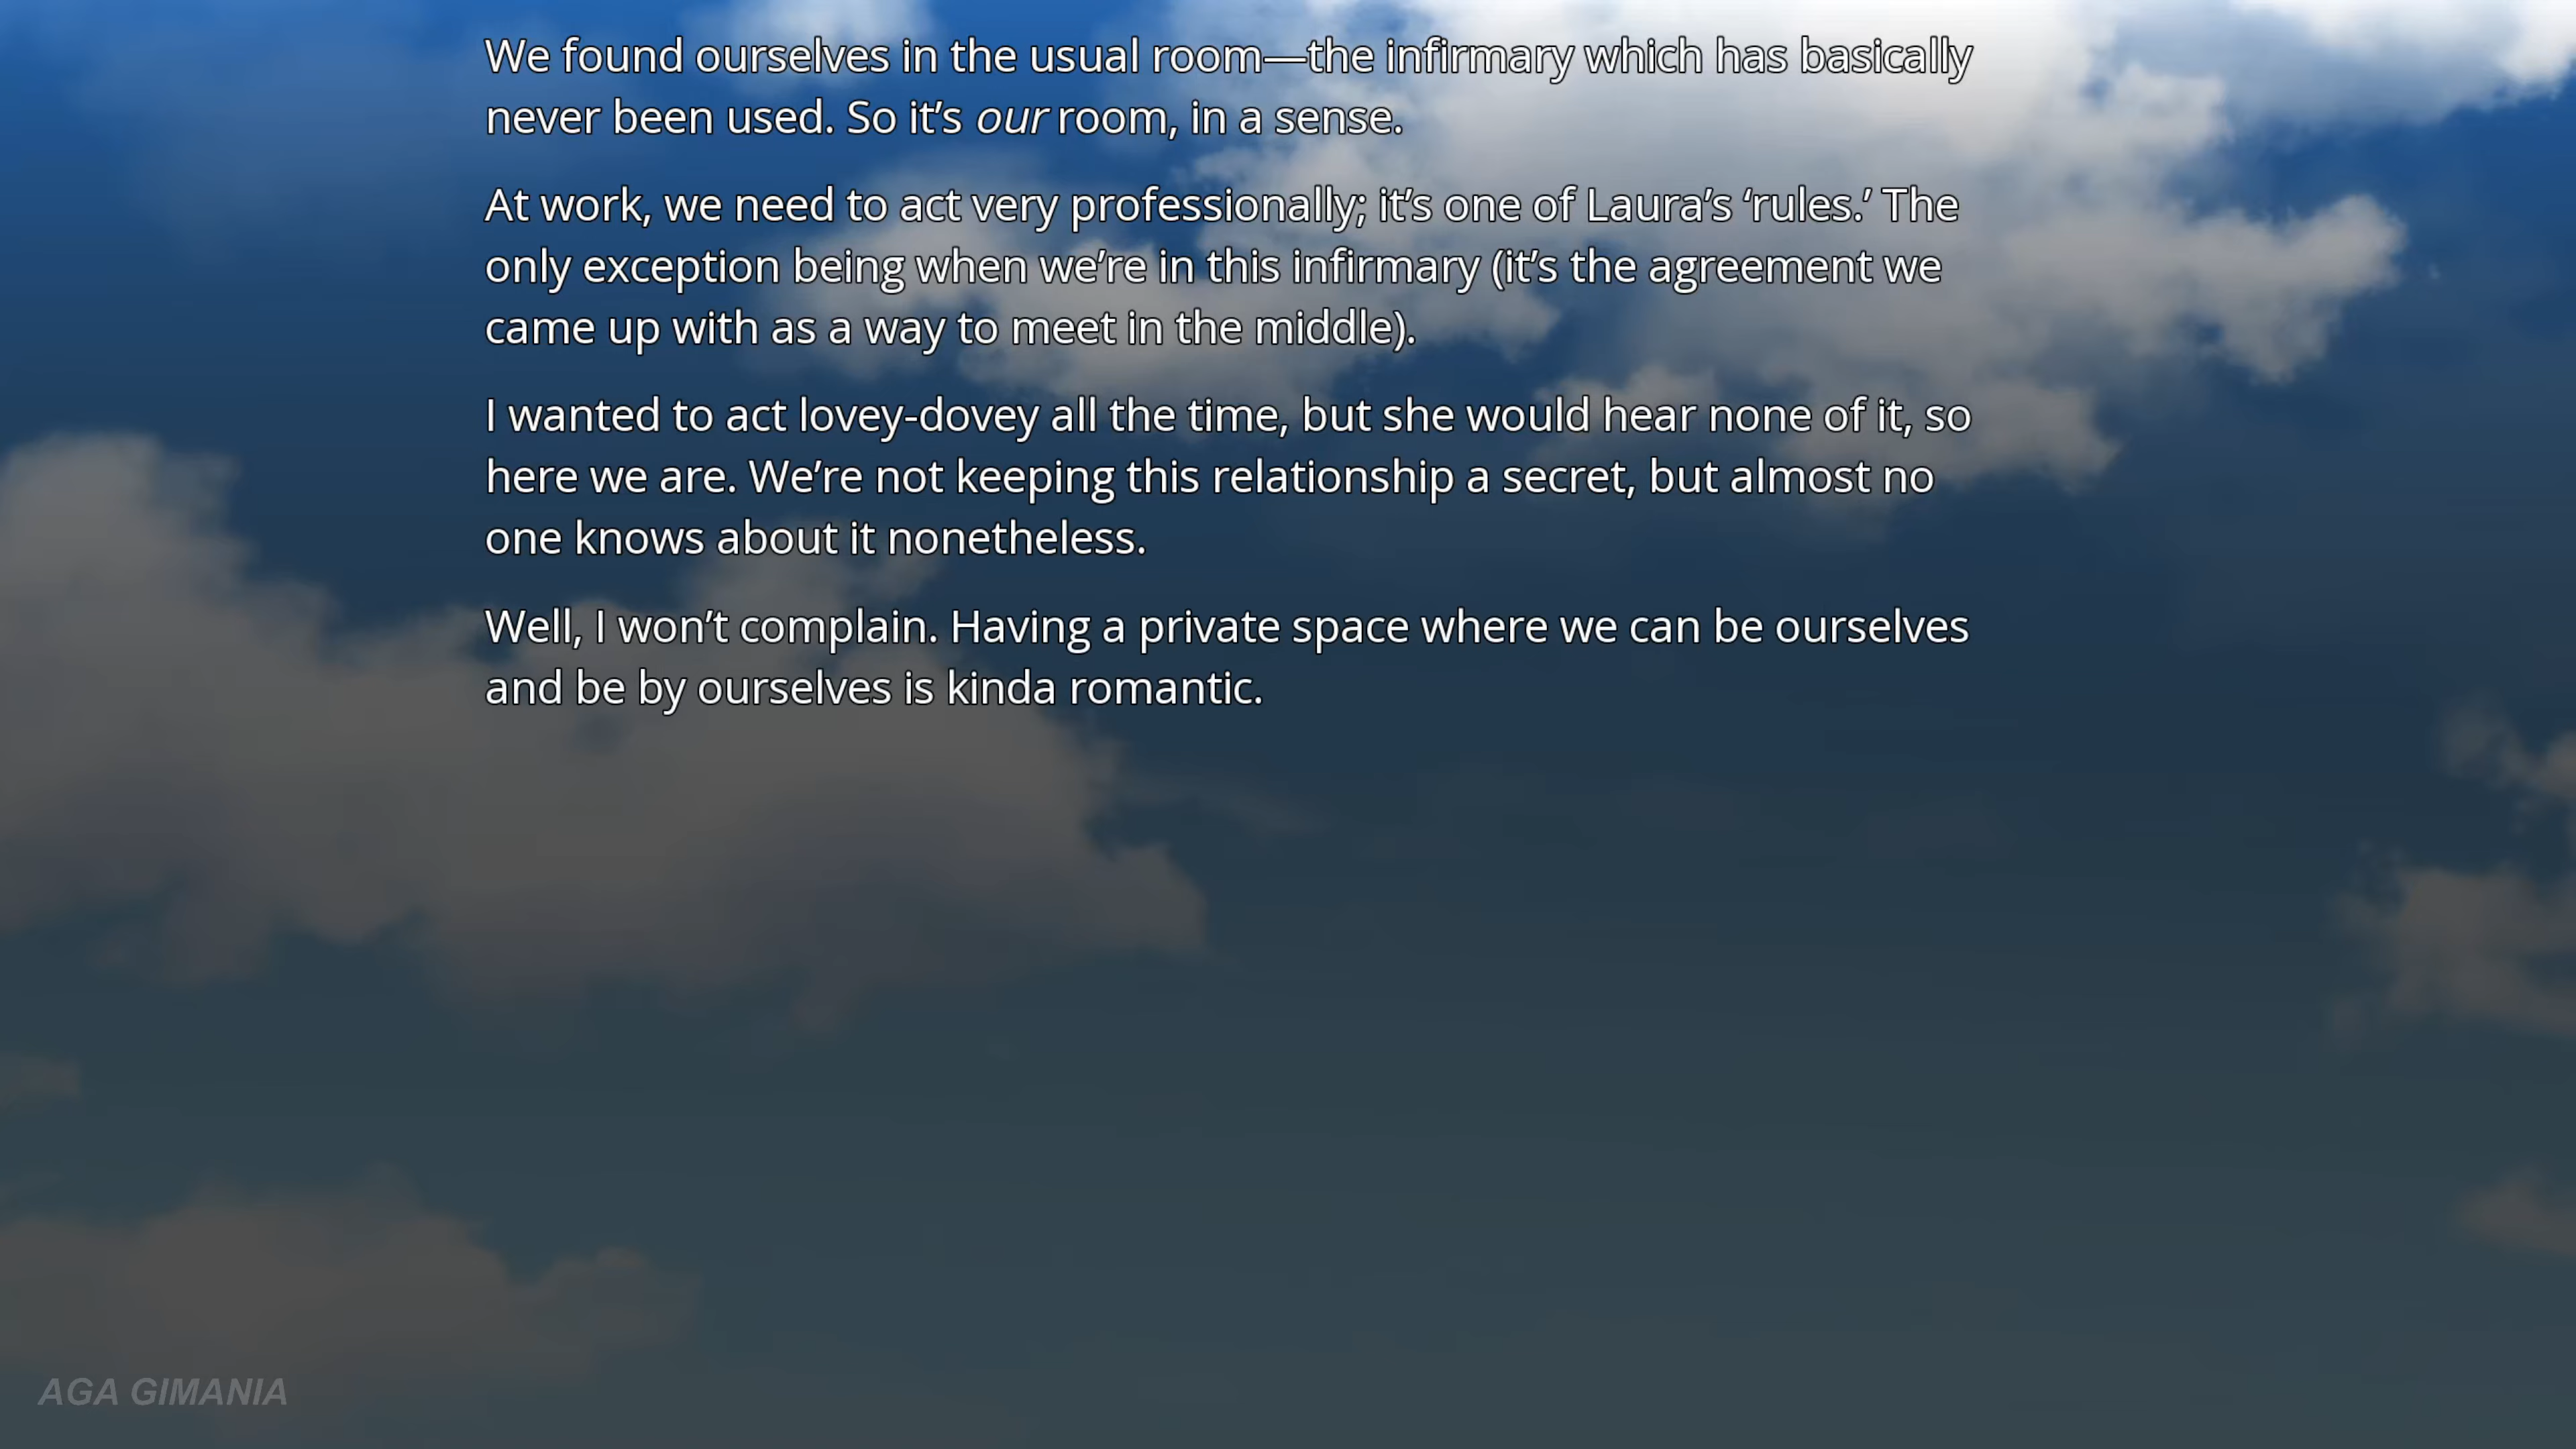 We found ourselves in the usual room—the infirmary which has basically
never been used. So it’s our room, in a sense.
At work, we need to act very professionally; it’s one of Laura’s ‘rules.’ The
only exception being when we’re in this infirmary (it’s the agreement we
came up with as a way to meet in the middle).
I wanted to act lovey-dovey all the time, but she would hear none of it, so
here we are. We’re not keeping this relationship a secret, but almost no
one knows about it nonetheless.
Well, I won’t complain. Having a private space where we can be ourselves
and be by ourselves is kinda romantic.
AGA GIMANIA